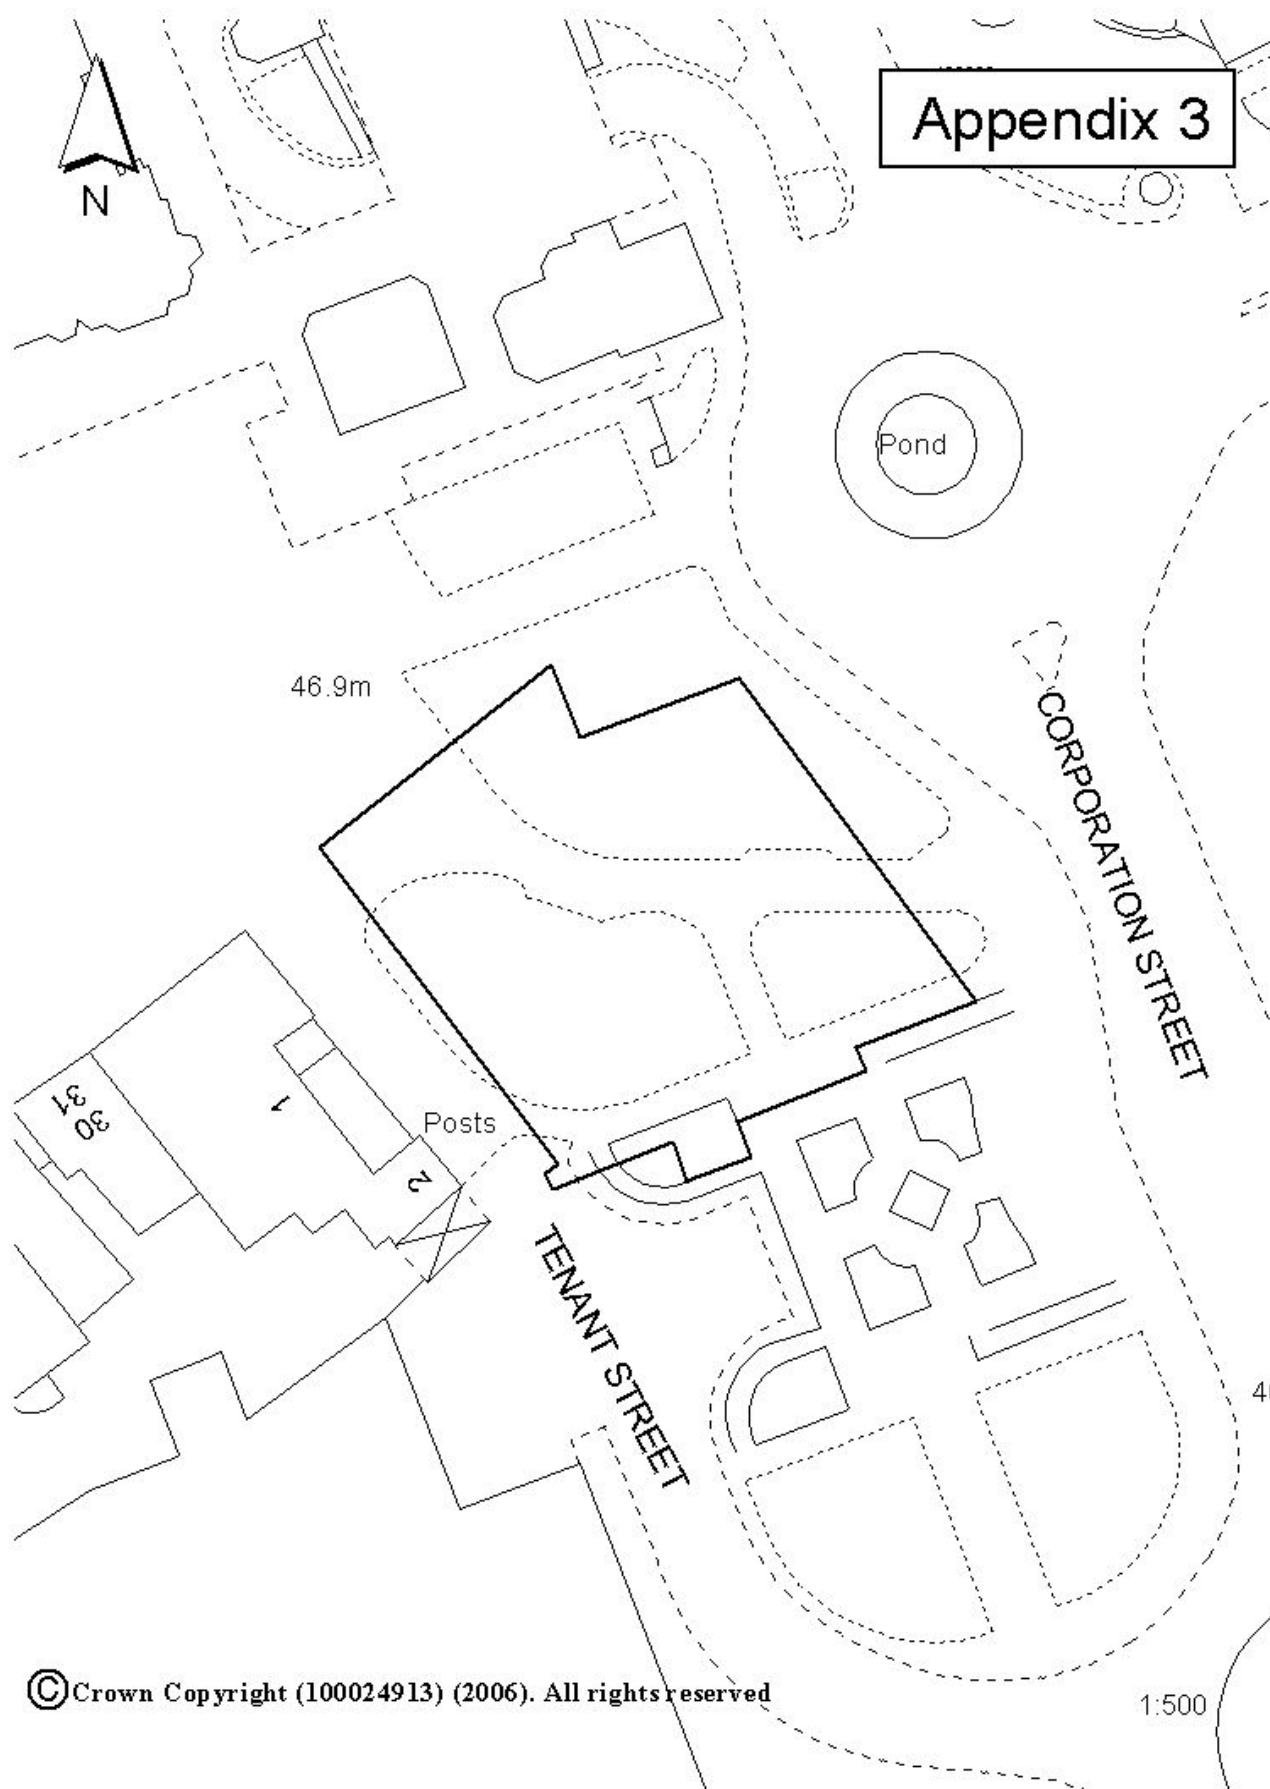 Appendix 3
N
Pond
46.9m
CORPORATION STREET
31
30
1
Posts
2
TENANT STREET
©Crown Copyright (100024913) (2006). All rights reserved
1:500